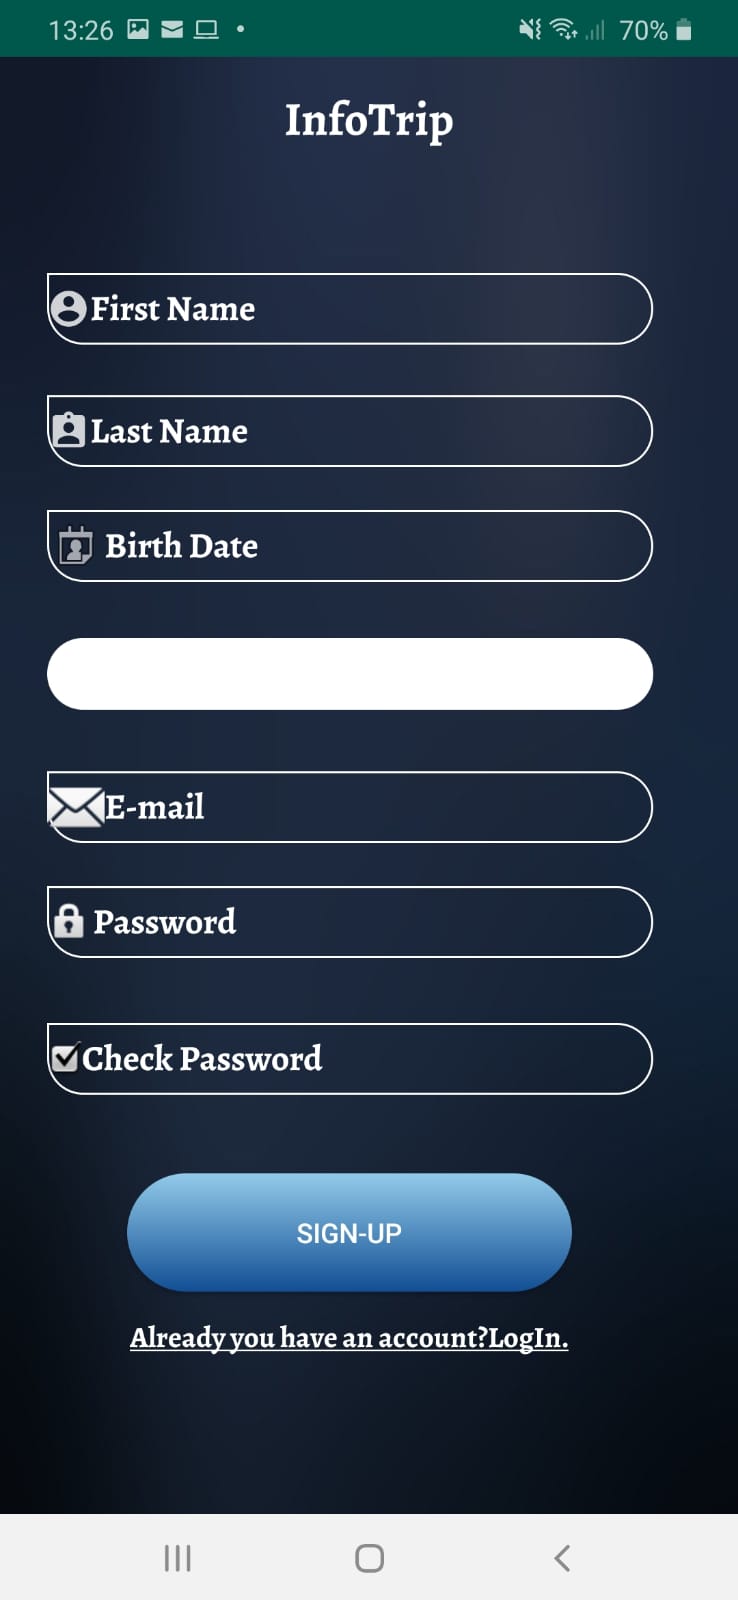 13:26
70%
InfoTrip
First Name
Last Name
Birth Date
E-mail
Password
Check Password
SIGN-UP
Already you have an account?LogIn.